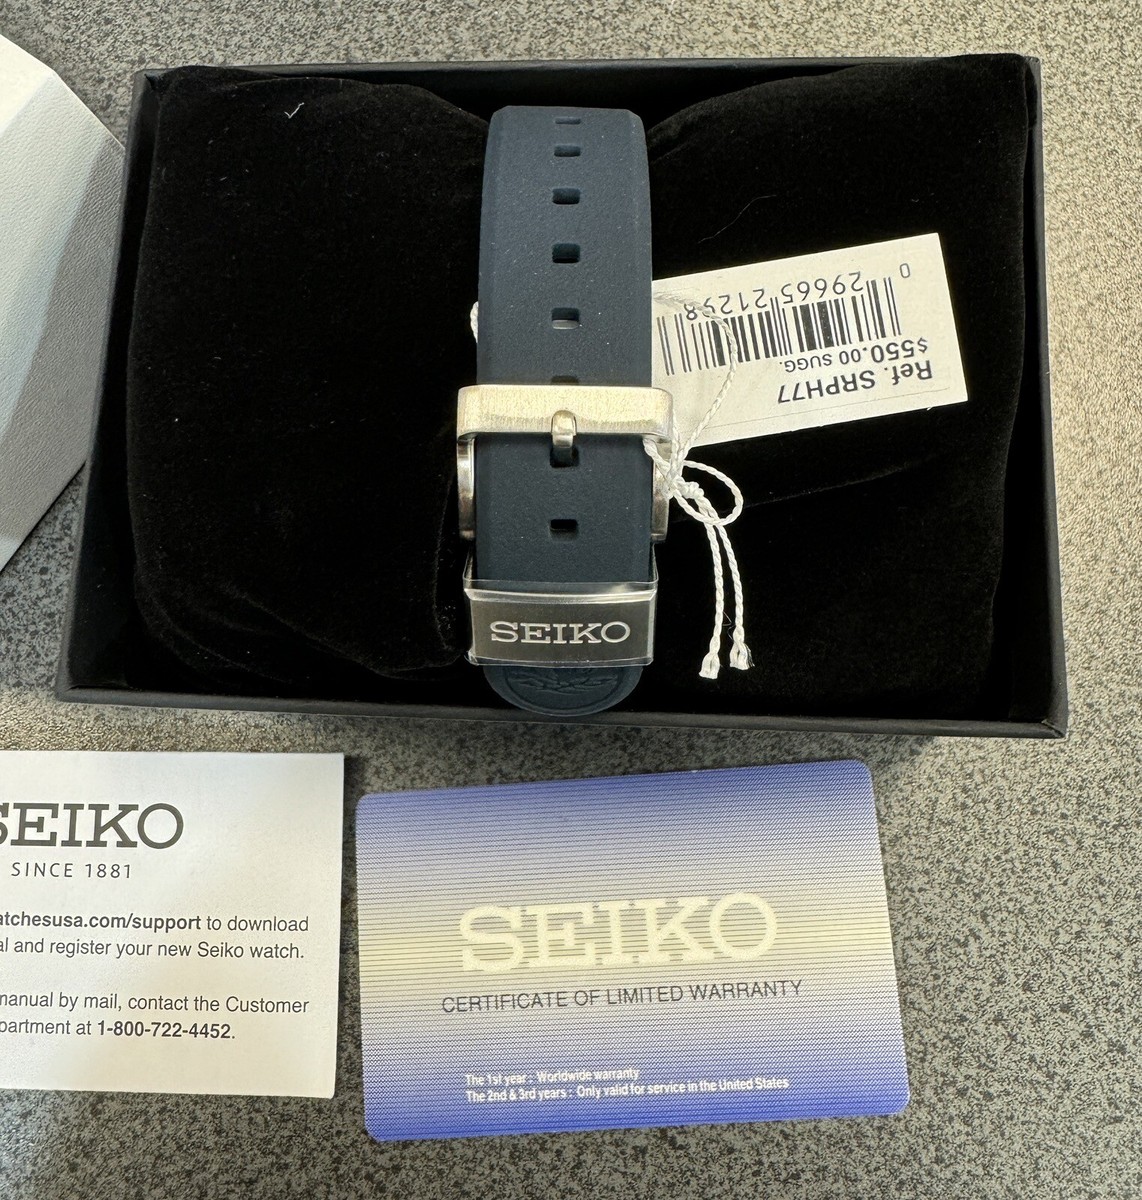 0 29665 21298
$550.00 SUGG.
Ref. SRPH77
SEIKO
SEIKO
SINCE 1881
atchesusa.com/support to download
al and register your new Seiko watch.
manual by mail, contact the Customer
partment at 1-800-722-4452.
SEIKO
CERTIFICATE OF LIMITED WARRANTY
The 1st year : Worldwide warranty
The 2nd & 3rd years : Only valid for service in the United States